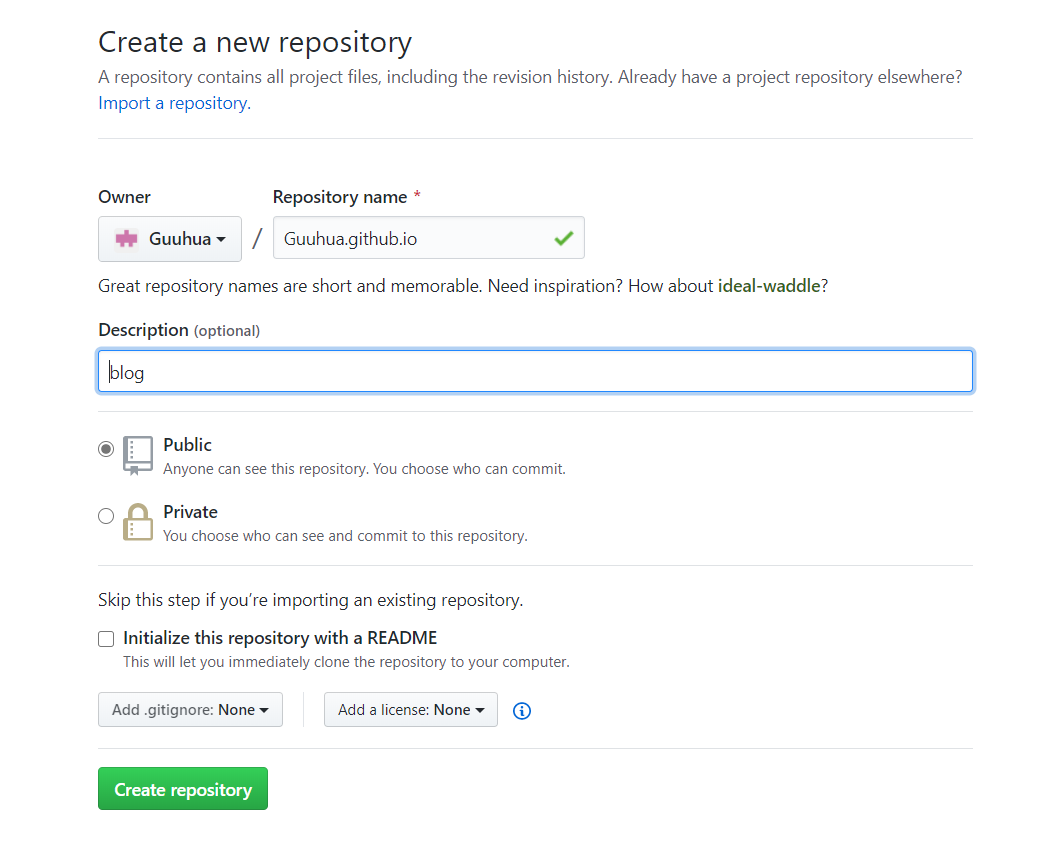 Create a new repository
A repository contains all project files, including the revision history. Already have a project repository elsewhere?
Import a repository.
Owner
Repository name *
Guuhua
/
Guuhua.github.io
Great repository names are short and memorable. Need inspiration? How about ideal-waddle?
Description (optional)
blog
Public
Anyone can see this repository. You choose who can commit.
Private
You choose who can see and commit to this repository.
Skip this step if you’re importing an existing repository.
Initialize this repository with a README
This will let you immediately clone the repository to your computer.
Add .gitignore: None
Add a license: None
Create repository